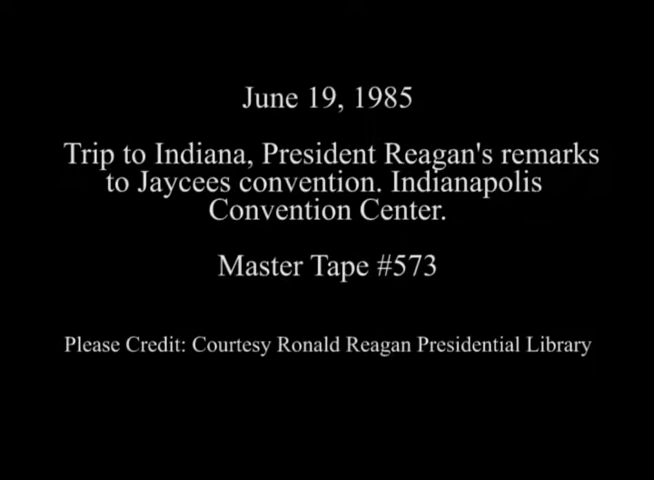 June 19, 1985
Trip to Indiana, President Reagan's remarks
to Jaycees convention. Indianapolis
Convention Center.
Master Tape #573
Please Credit: Courtesy Ronald Reagan Presidential Library